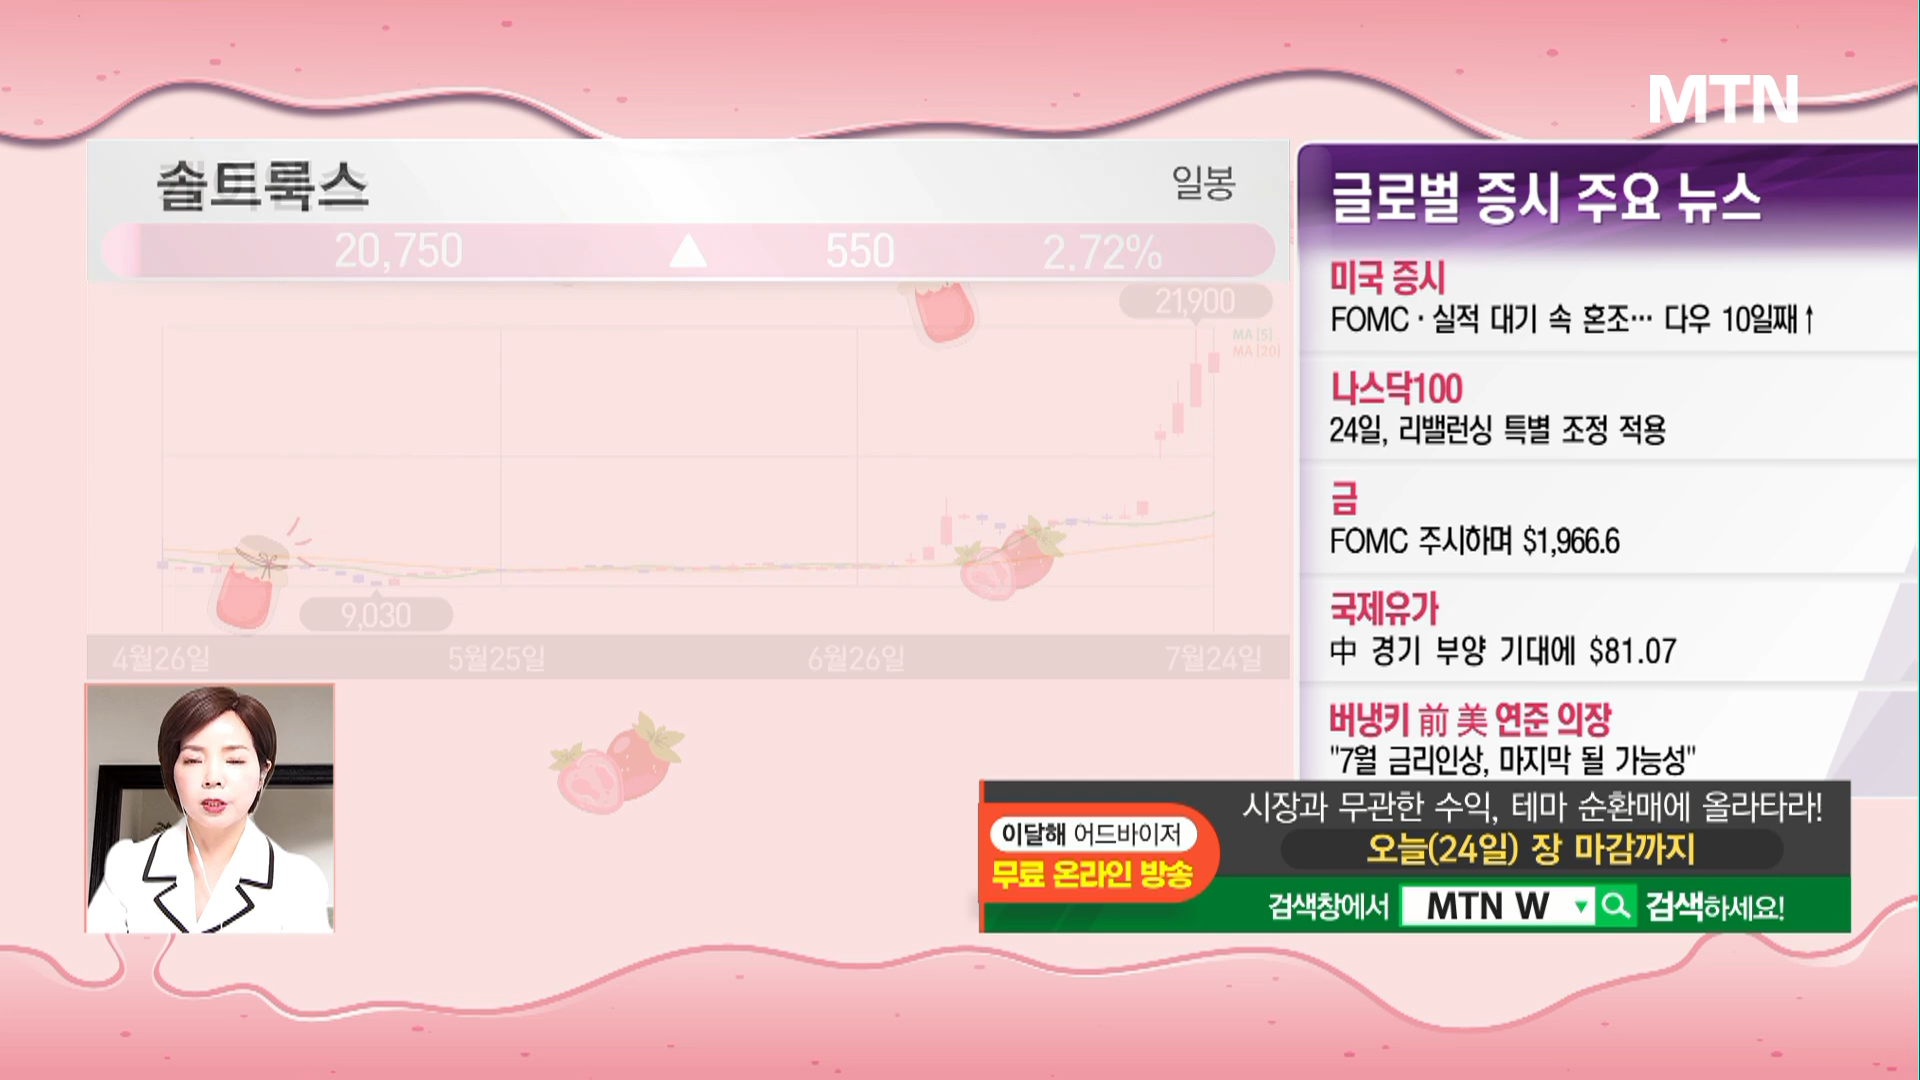 MTN
솔트룩스
일봉
20,750 ▲ 550 2.72%
21,900
MA [5]
MA [20]
9,030
4월26일 5월25일 6월26일 7월24일
글로벌 증시 주요 뉴스
미국 증시
FOMC·실적 대기 속 혼조… 다우 10일째↑
나스닥100
24일, 리밸런싱 특별 조정 적용
금
FOMC 주시하며 $1,966.6
국제유가
中 경기 부양 기대에 $81.07
버냉키 前 美 연준 의장
"7월 금리인상, 마지막 될 가능성"
이달해 어드바이저
무료 온라인 방송
시장과 무관한 수익, 테마 순환매에 올라타라!
오늘(24일) 장 마감까지
검색창에서 MTN W 검색하세요!